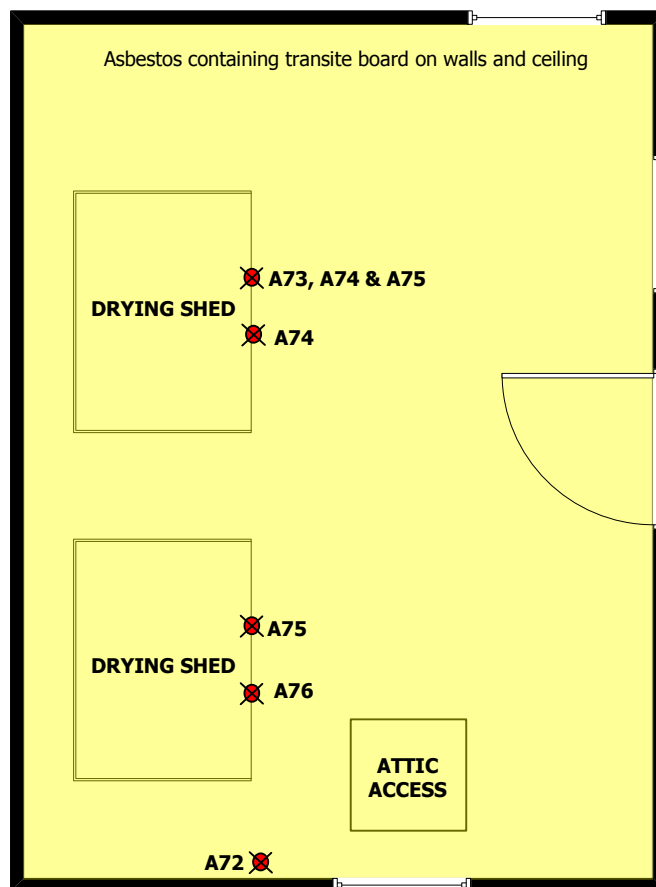 Asbestos containing transite board on walls and ceiling
A73, A74 & A75
DRYING SHED
A74
A75
DRYING SHED
A76
ATTIC
ACCESS
A72